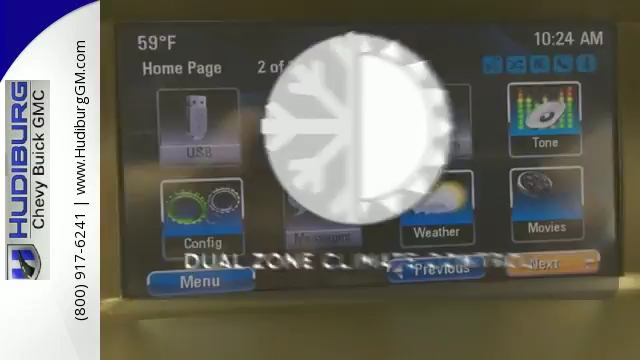 HUDIBURG
Chevy Buick GMC
(800) 917-6241 | www.HudiburgGM.com
59°F
10:24 AM
Home Page
2 of
USB
Tone
Config
Messages
Weather
Movies
DUAL ZONE CLIMATE CONTROL
Menu
Previous
Next